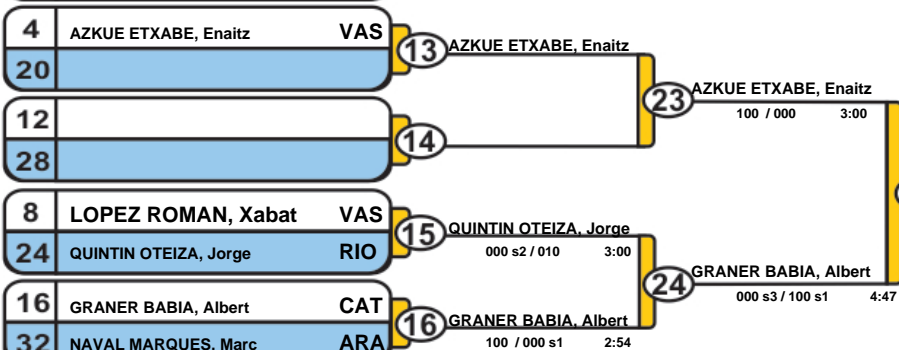 4 AZKUE ETXABE, Enaitz VAS
20
13 AZKUE ETXABE, Enaitz
23 AZKUE ETXABE, Enaitz
100 / 000 3:00
12
28
14
8 LOPEZ ROMAN, Xabat VAS
24 QUINTIN OTEIZA, Jorge RIO
15 QUINTIN OTEIZA, Jorge
000 s2 / 010 3:00
24 GRANER BABIA, Albert
000 s3 / 100 s1 4:47
16 GRANER BABIA, Albert CAT
32 NAVAL MARQUES, Marc ARA
16 GRANER BABIA, Albert
100 / 000 s1 2:54